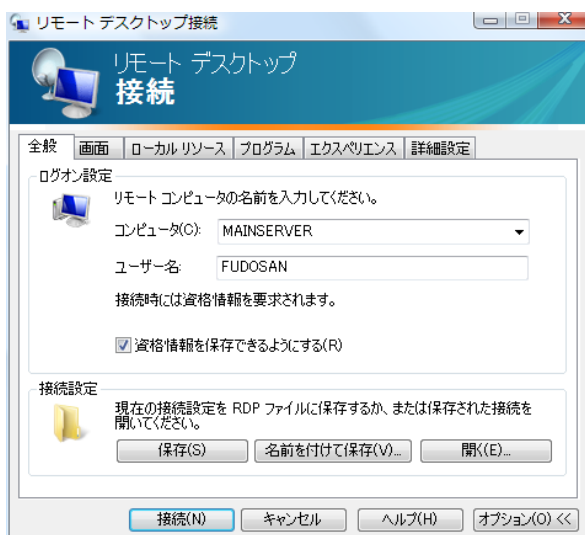 リモート デスクトップ接続
リモート デスクトップ
接続
全般 画面 ローカル リソース プログラム エクスペリエンス 詳細設定
ログオン設定
リモート コンピュータの名前を入力してください。
コンピュータ(C): MAINSERVER
ユーザー名: FUDOSAN
接続時には資格情報を要求されます。
資格情報を保存できるようにする(R)
接続設定
現在の接続設定を RDP ファイルに保存するか、または保存された接続を
開いてください。
保存(S) 名前を付けて保存(V)... 開く(E)...
接続(N) キャンセル ヘルプ(H) オプション(O) <<